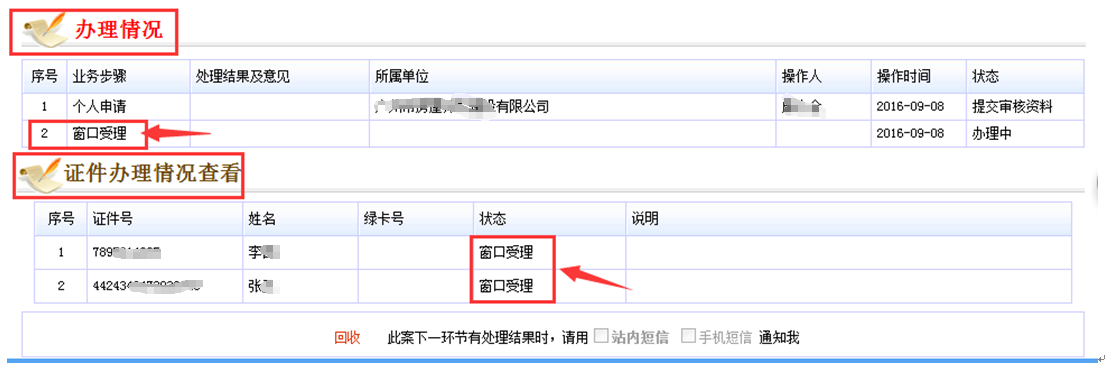 办理情况
序号 业务步骤 处理结果及意见 所属单位 操作人 操作时间 状态
1 个人申请 有限公司 2016-09-08 提交审核资料
2 窗口受理 2016-09-08 办理中
证件办理情况查看
序号 证件号 姓名 绿卡号 状态 说明
1 李 窗口受理
2 张 窗口受理
回收 此案下一环节有处理结果时，请用 站内短信 手机短信 通知我